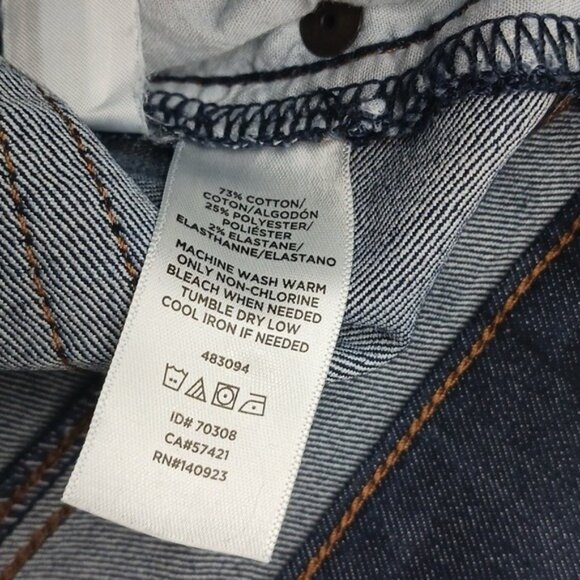 73% COTTON/
COTON/ALGODÓN
25% POLYESTER/
POLIÉSTER
2% ELASTANE/
ELASTHANNE/ELASTANO
MACHINE WASH WARM
ONLY NON-CHLORINE
BLEACH WHEN NEEDED
TUMBLE DRY LOW
COOL IRON IF NEEDED
483094
ID# 70308
CA#57421
RN#140923